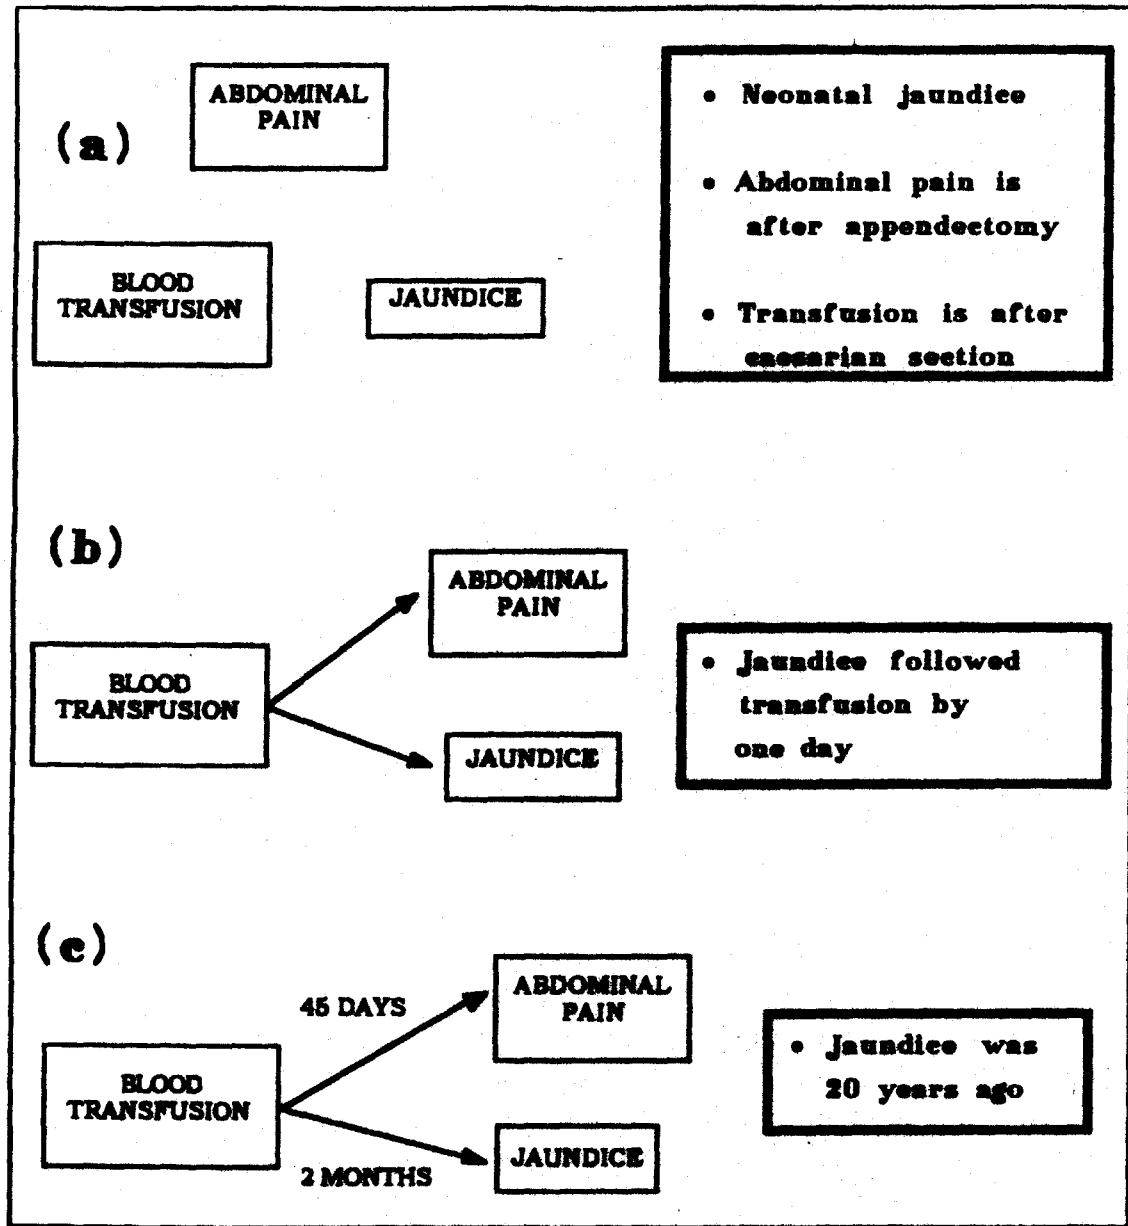 (a)
ABDOMINAL
PAIN
BLOOD
TRANSFUSION
JAUNDICE
• Neonatal jaundice
• Abdominal pain is
after appendectomy
• Transfusion is after
caesarian section
(b)
BLOOD
TRANSFUSION
ABDOMINAL
PAIN
JAUNDICE
• Jaundice followed
transfusion by
one day
(c)
BLOOD
TRANSFUSION
45 DAYS
2 MONTHS
ABDOMINAL
PAIN
JAUNDICE
• Jaundice was
20 years ago